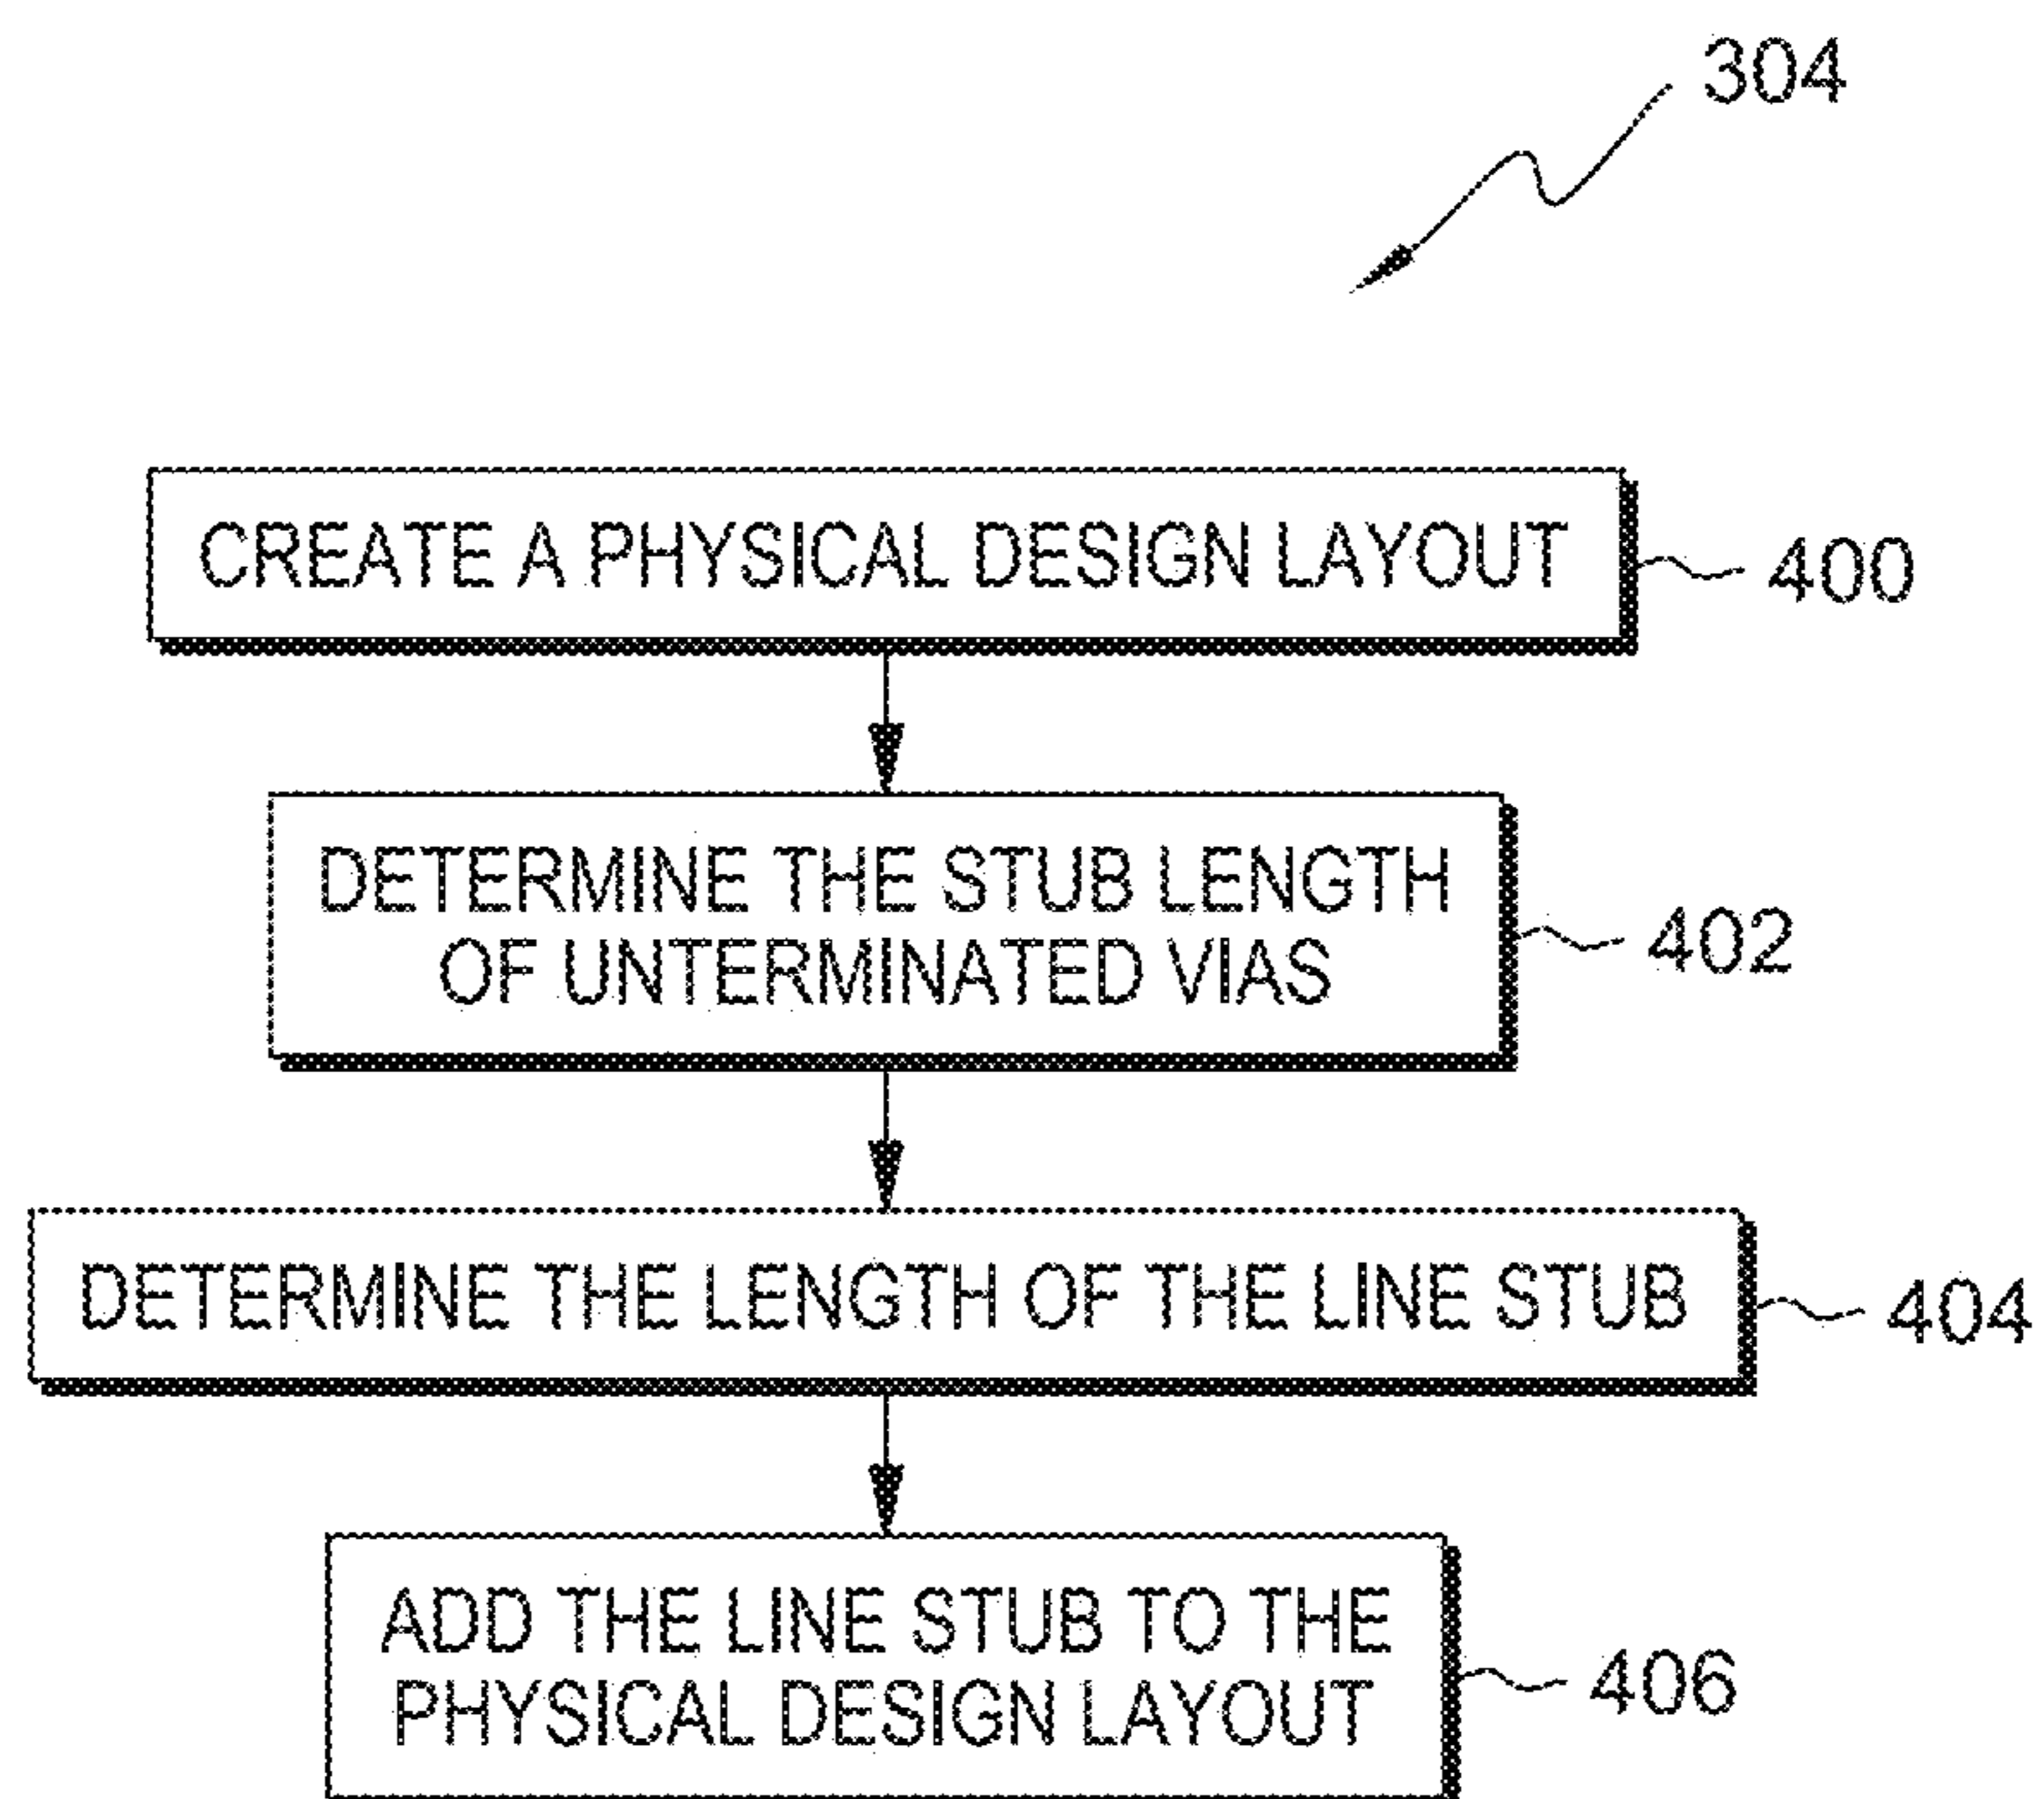 304
CREATE A PHYSICAL DESIGN LAYOUT
400
DETERMINE THE STUB LENGTH
OF UNTERMINATED VIAS
402
DETERMINE THE LENGTH OF THE LINE STUB
404
ADD THE LINE STUB TO THE
PHYSICAL DESIGN LAYOUT
406